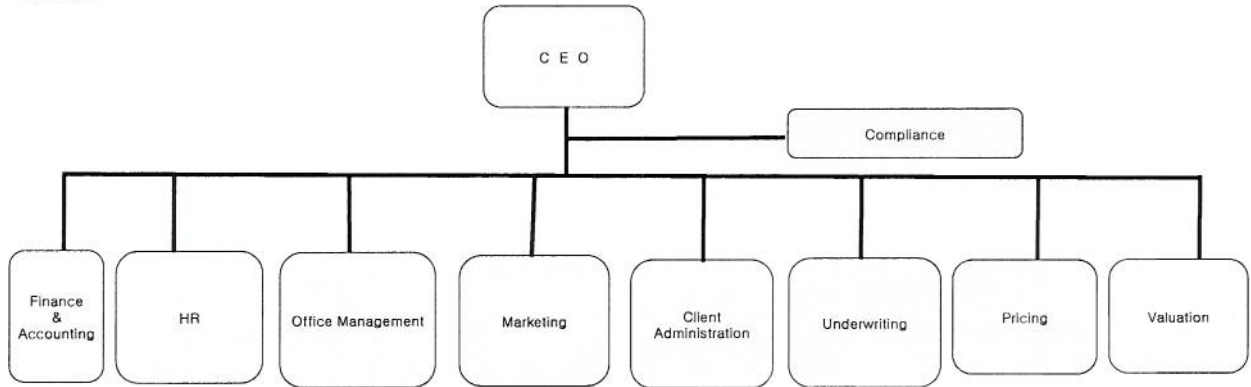 C E O
Compliance
Finance
&
Accounting
HR
Office Management
Marketing
Client
Administration
Underwriting
Pricing
Valuation